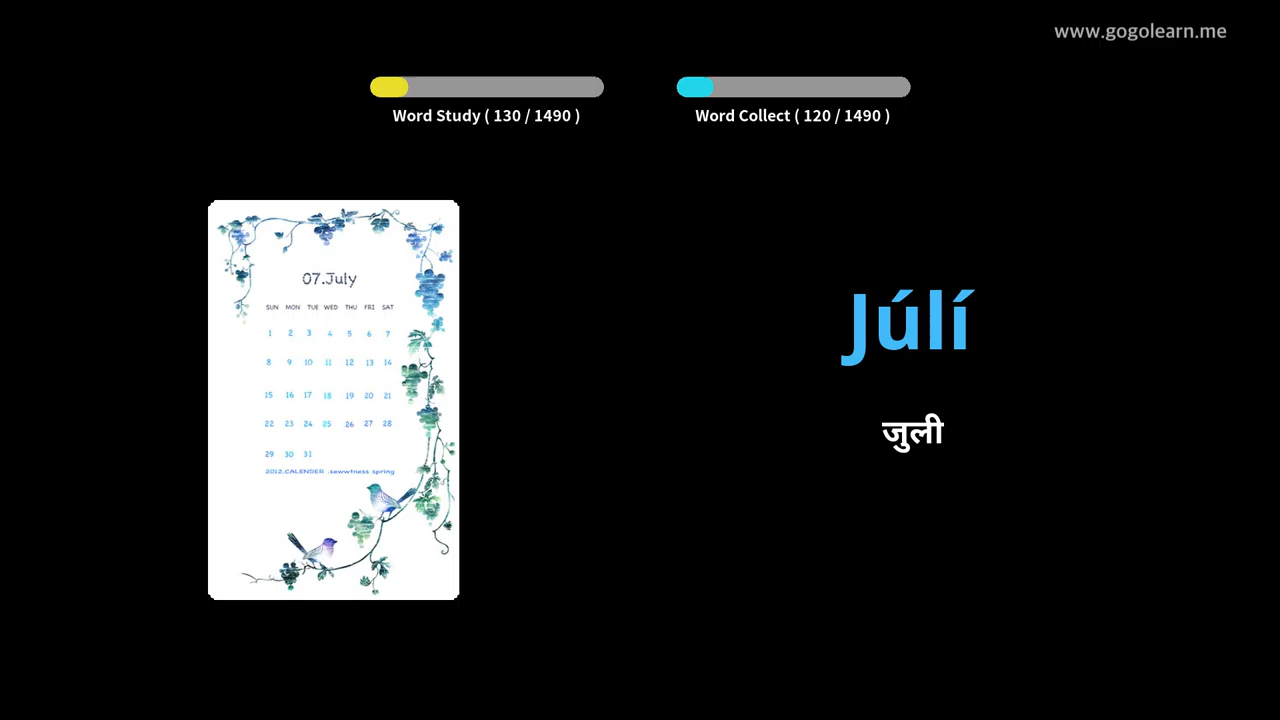 www.gogolearn.me
Word Study ( 130 / 1490 )
Word Collect ( 120 / 1490 )
07.July
SUN MON TUE WED THU FRI SAT
1 2 3 4 5 6 7
8 9 10 11 12 13 14
15 16 17 18 19 20 21
22 23 24 25 26 27 28
29 30 31
2012.CALENDER .sewwtness spring
Júlí
जुली